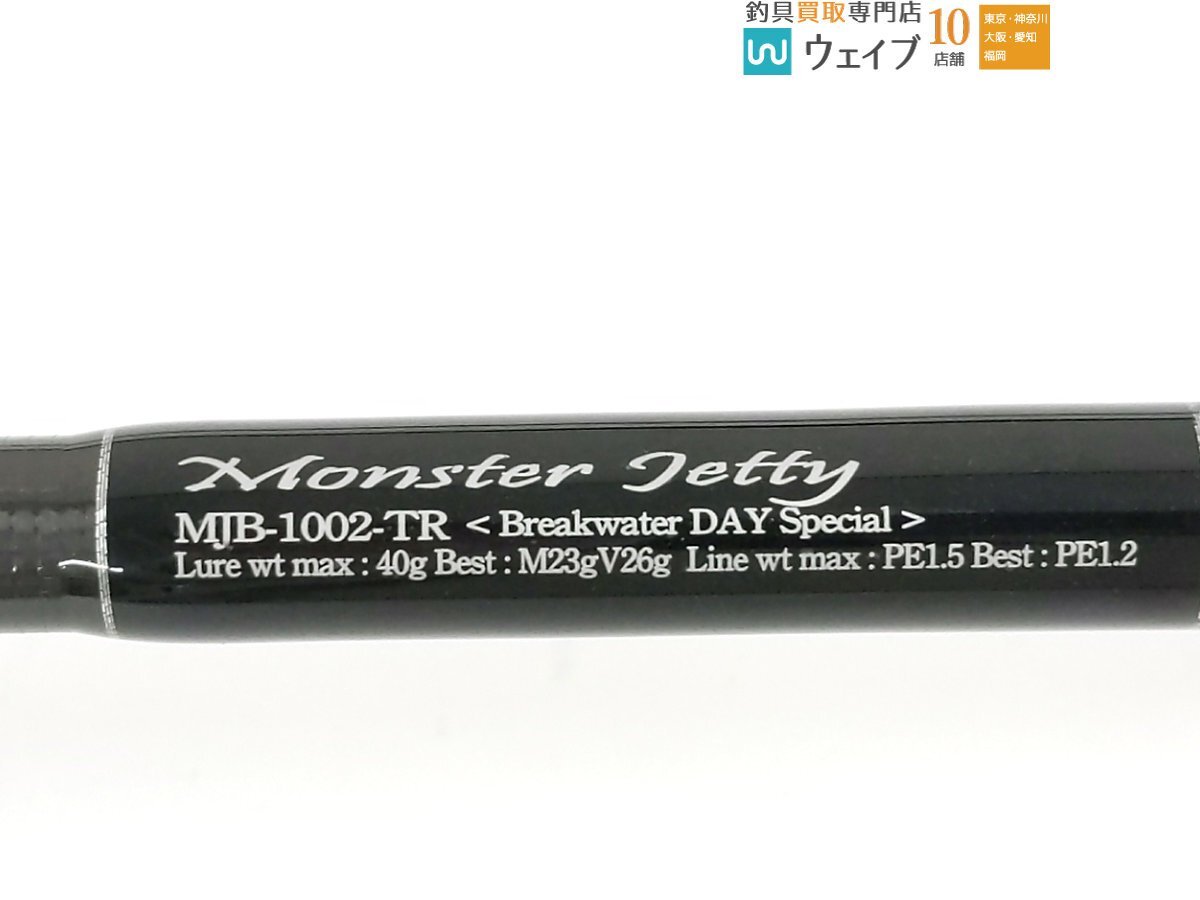 釣具買取専門店
ウェイブ
10
店舗
東京・神奈川
大阪・愛知
福岡
Monster Jetty
MJB-1002-TR < Breakwater DAY Special >
Lure wt max : 40g Best : M23gV26g Line wt max : PE1.5 Best : PE1.2